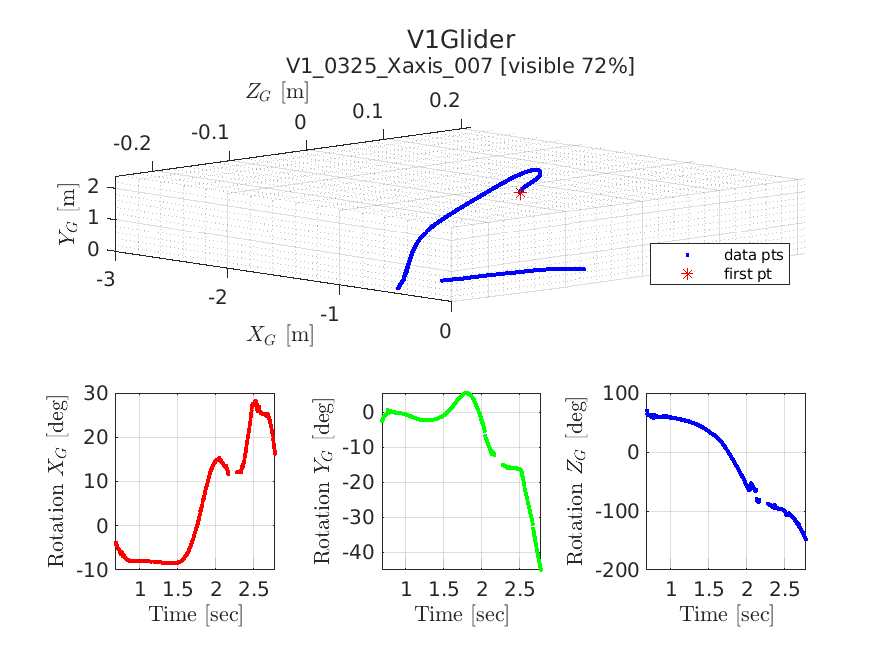 V1Glider
V1_0325_Xaxis_007 [visible 72%]
Z_G [m]
-0.2 -0.1 0 0.1 0.2
Y_G [m]
2
1
0
-3 -2 -1 0
X_G [m]
data pts
first pt
Rotation X_G [deg]
30
20
10
0
-10
1 1.5 2 2.5
Time [sec]
Rotation Y_G [deg]
0
-10
-20
-30
-40
1 1.5 2 2.5
Time [sec]
Rotation Z_G [deg]
100
0
-100
-200
1 1.5 2 2.5
Time [sec]